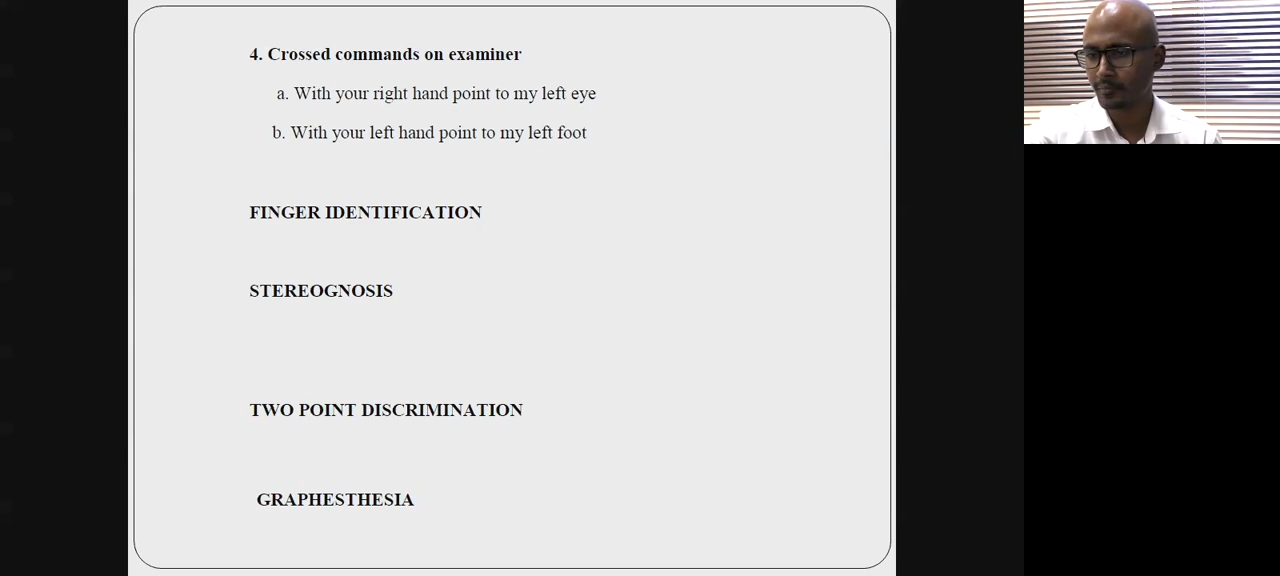 4. Crossed commands on examiner
a. With your right hand point to my left eye
b. With your left hand point to my left foot
FINGER IDENTIFICATION
STEREOGNOSIS
TWO POINT DISCRIMINATION
GRAPHESTHESIA